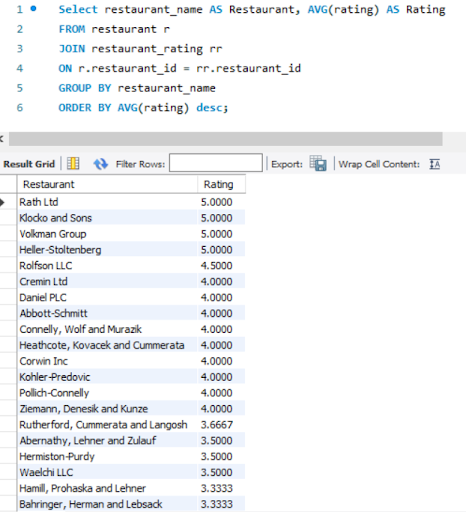 1 Select restaurant_name AS Restaurant, AVG(rating) AS Rating
2 FROM restaurant r
3 JOIN restaurant_rating rr
4 ON r.restaurant_id = rr.restaurant_id
5 GROUP BY restaurant_name
6 ORDER BY AVG(rating) desc;
Result Grid Filter Rows: Export: Wrap Cell Content: IA
Restaurant Rating
Rath Ltd 5.0000
Klocko and Sons 5.0000
Volkman Group 5.0000
Heller-Stoltenberg 5.0000
Rolfson LLC 4.5000
Cremin Ltd 4.0000
Daniel PLC 4.0000
Abbott-Schmitt 4.0000
Connelly, Wolf and Murazik 4.0000
Heathcote, Kovacek and Cummerata 4.0000
Corwin Inc 4.0000
Kohler-Predovic 4.0000
Pollich-Connelly 4.0000
Ziemann, Denesik and Kunze 4.0000
Rutherford, Cummerata and Langosh 3.6667
Abernathy, Lehner and Zulauf 3.5000
Hermiston-Purdy 3.5000
Waelchi LLC 3.5000
Hamill, Prohaska and Lehner 3.3333
Bahringer, Herman and Lebsack 3.3333